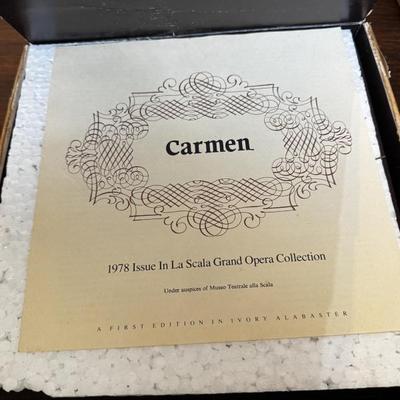 Carmen
1978 Issue In La Scala Grand Opera Collection
Under auspices of Museo Teatrale alla Scala
A FIRST EDITION IN IVORY ALABASTER